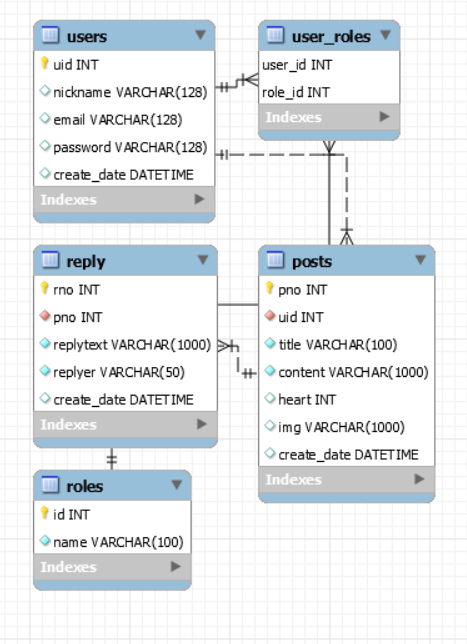 users
uid INT
nickname VARCHAR(128)
email VARCHAR(128)
password VARCHAR(128)
create_date DATETIME
Indexes
user_roles
user_id INT
role_id INT
Indexes
reply
rno INT
pno INT
replytext VARCHAR(1000)
replyer VARCHAR(50)
create_date DATETIME
Indexes
posts
pno INT
uid INT
title VARCHAR(100)
content VARCHAR(1000)
heart INT
img VARCHAR(1000)
create_date DATETIME
Indexes
roles
id INT
name VARCHAR(100)
Indexes